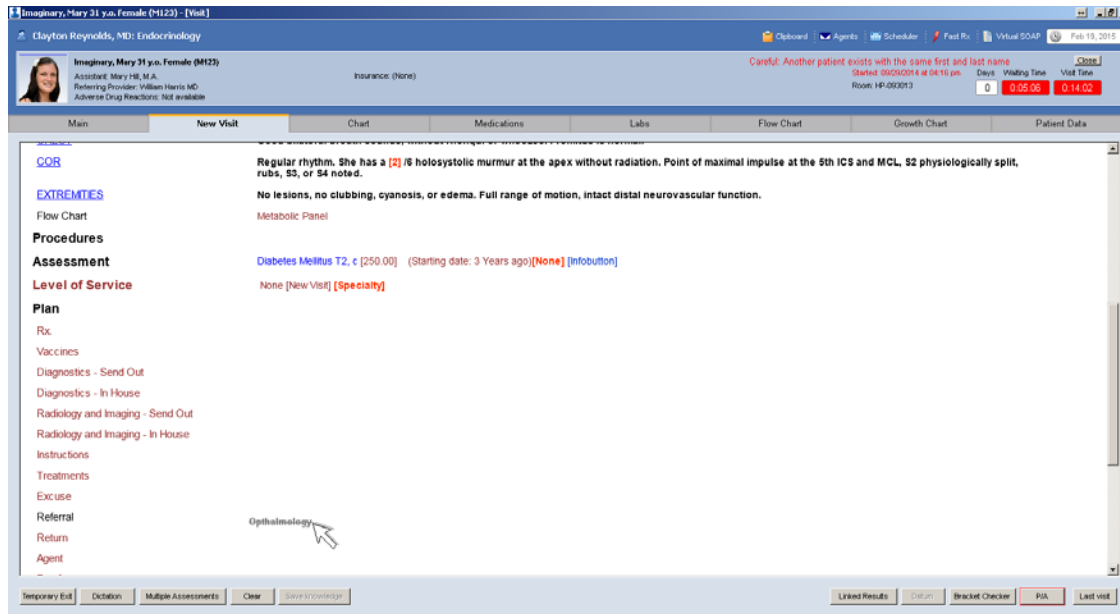 Imaginary, Mary 31 y.o. Female (M123) - [Visit]
Clayton Reynolds, MD: Endocrinology
Clipboard Agents Scheduler Fast Rx Virtual SOAP Feb 19, 2015
Imaginary, Mary 31 y.o. Female (M123)
Assistant: Mary Hill, M.A.
Referring Provider: William Harris MD
Adverse Drug Reactions: Not available
Insurance: (None)
Careful: Another patient exists with the same first and last name
Close
Started: 09/29/2014 at 04:16 pm Days Waiting Time Visit Time
Room: HP-093013 0 0:05:06 0:14:02
Main New Visit Chart Medications Labs Flow Chart Growth Chart Patient Data
COR Regular rhythm. She has a [2] /6 holosystolic murmur at the apex without radiation. Point of maximal impulse at the 5th ICS and MCL, S2 physiologically split,
rubs, S3, or S4 noted.
EXTREMITIES No lesions, no clubbing, cyanosis, or edema. Full range of motion, intact distal neurovascular function.
Flow Chart Metabolic Panel
Procedures
Assessment Diabetes Mellitus T2, c [250.00] (Starting date: 3 Years ago)[None] [Infobutton]
Level of Service None [New Visit] [Specialty]
Plan
Rx.
Vaccines
Diagnostics - Send Out
Diagnostics - In House
Radiology and Imaging - Send Out
Radiology and Imaging - In House
Instructions
Treatments
Excuse
Referral Opthalmology
Return
Agent
Temporary Exit Dictation Multiple Assessments Clear Save knowledge Linked Results Return Bracket Checker P/A Last visit